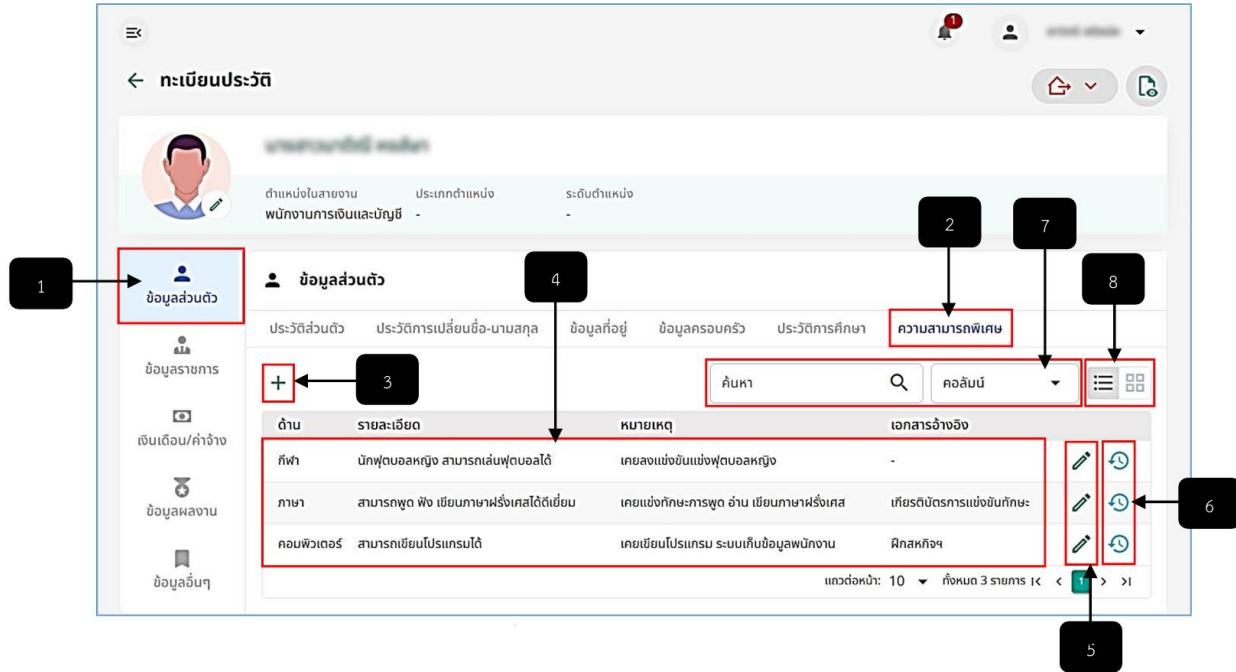 1
ทะเบียนประวัติ
ตำแหน่งในสายงาน ประเภทตำแหน่ง ระดับตำแหน่ง
พนักงานการเงินและบัญชี - -
2 7
1 4 8
ข้อมูลส่วนตัว
ข้อมูลส่วนตัว
ประวัติส่วนตัว ประวัติการเปลี่ยนชื่อ-นามสกุล ข้อมูลที่อยู่ ข้อมูลครอบครัว ประวัติการศึกษา ความสามารถพิเศษ
ข้อมูลราชการ
3 ค้นหา คอลัมน์
เงินเดือน/ค่าจ้าง
ด้าน รายละเอียด หมายเหตุ เอกสารอ้างอิง
กีฬา นักฟุตบอลหญิง สามารถเล่นฟุตบอลได้ เคยลงแข่งขันแข่งฟุตบอลหญิง -
ข้อมูลผลงาน
ภาษา สามารถพูด ฟัง เขียนภาษาฝรั่งเศสได้ดีเยี่ยม เคยแข่งทักษะการพูด อ่าน เขียนภาษาฝรั่งเศส เกียรติบัตรการแข่งขันทักษะ 6
คอมพิวเตอร์ สามารถเขียนโปรแกรมได้ เคยเขียนโปรแกรม ระบบเก็บข้อมูลพนักงาน ฝึกสหกิจฯ
ข้อมูลอื่นๆ
แถวต่อหน้า: 10 ทั้งหมด 3 รายการ 1
5